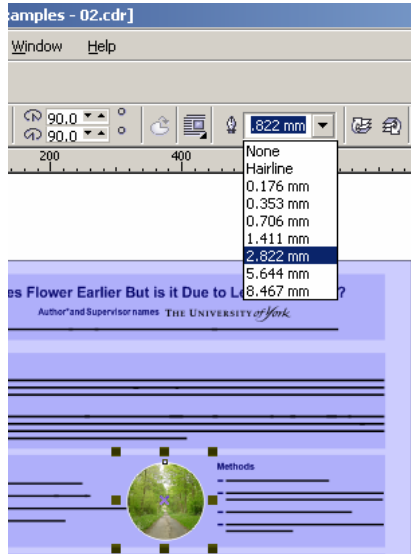 amples - 02.cdr]
Window Help
90.0 °
90.0 °
.822 mm
200 400
None
Hairline
0.176 mm
0.353 mm
0.706 mm
1.411 mm
2.822 mm
5.644 mm
8.467 mm
es Flower Earlier But is it Due to Le ?
Author*and Supervisor names THE UNIVERSITY of York
Methods